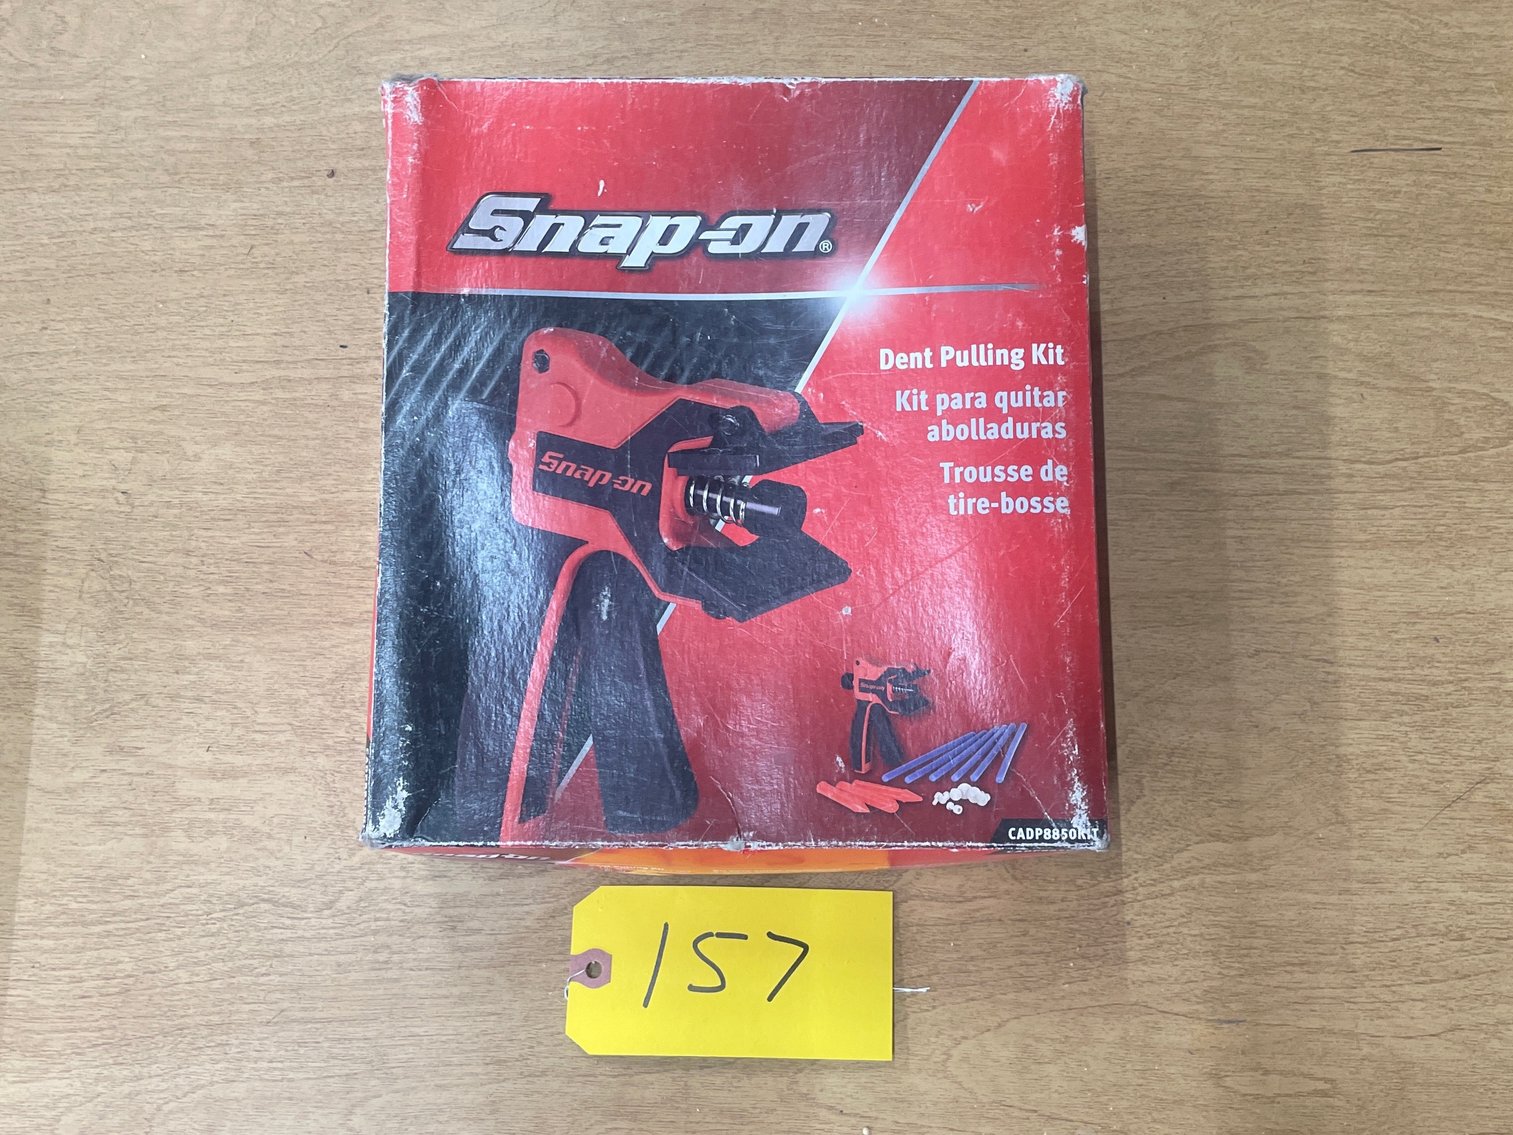 Snap-on®
Dent Pulling Kit
Kit para quitar
abolladuras
Trousse de
tire-bosse
Snap-on
CADP8850KIT
157